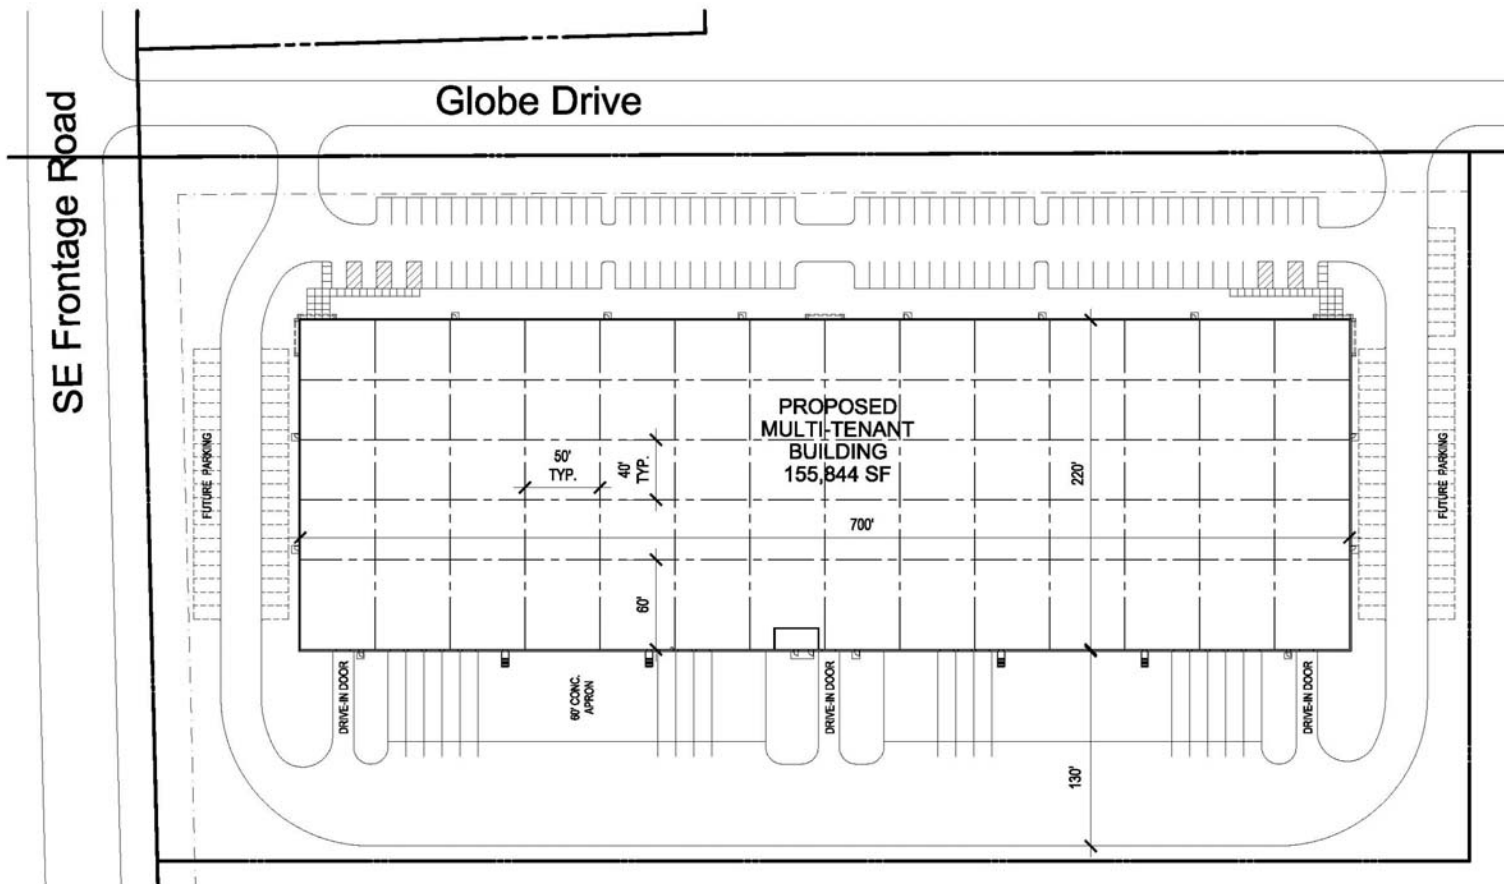 Globe Drive
SE Frontage Road
PROPOSED
MULTI-TENANT
BUILDING
155,844 SF
50'
TYP.
40'
TYP.
220'
700'
60'
FUTURE PARKING
FUTURE PARKING
DRIVE-IN DOOR
60' CONC.
APRON
DRIVE-IN DOOR
DRIVE-IN DOOR
130'